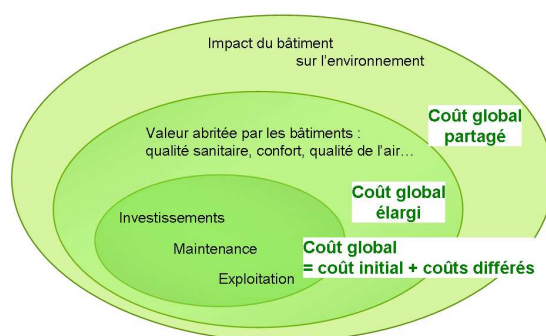 Impact du bâtiment
sur l'environnement
Coût global
partagé
Valeur abritée par les bâtiments :
qualité sanitaire, confort, qualité de l'air…
Coût global
élargi
Investissements
Maintenance
Exploitation
Coût global
= coût initial + coûts différés